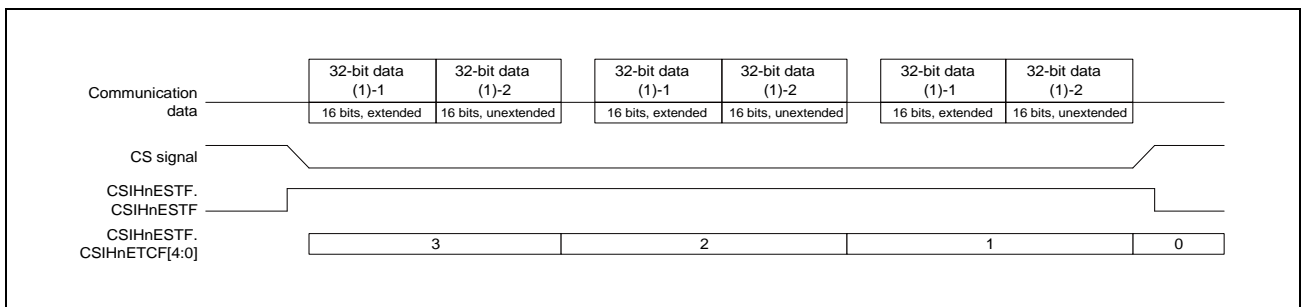 32-bit data 32-bit data 32-bit data 32-bit data 32-bit data 32-bit data
(1)-1 (1)-2 (1)-1 (1)-2 (1)-1 (1)-2
Communication
data
16 bits, extended 16 bits, unextended 16 bits, extended 16 bits, unextended 16 bits, extended 16 bits, unextended
CS signal
CSIHnESTF.
CSIHnESTF
CSIHnESTF.
CSIHnETCF[4:0]
3 2 1 0